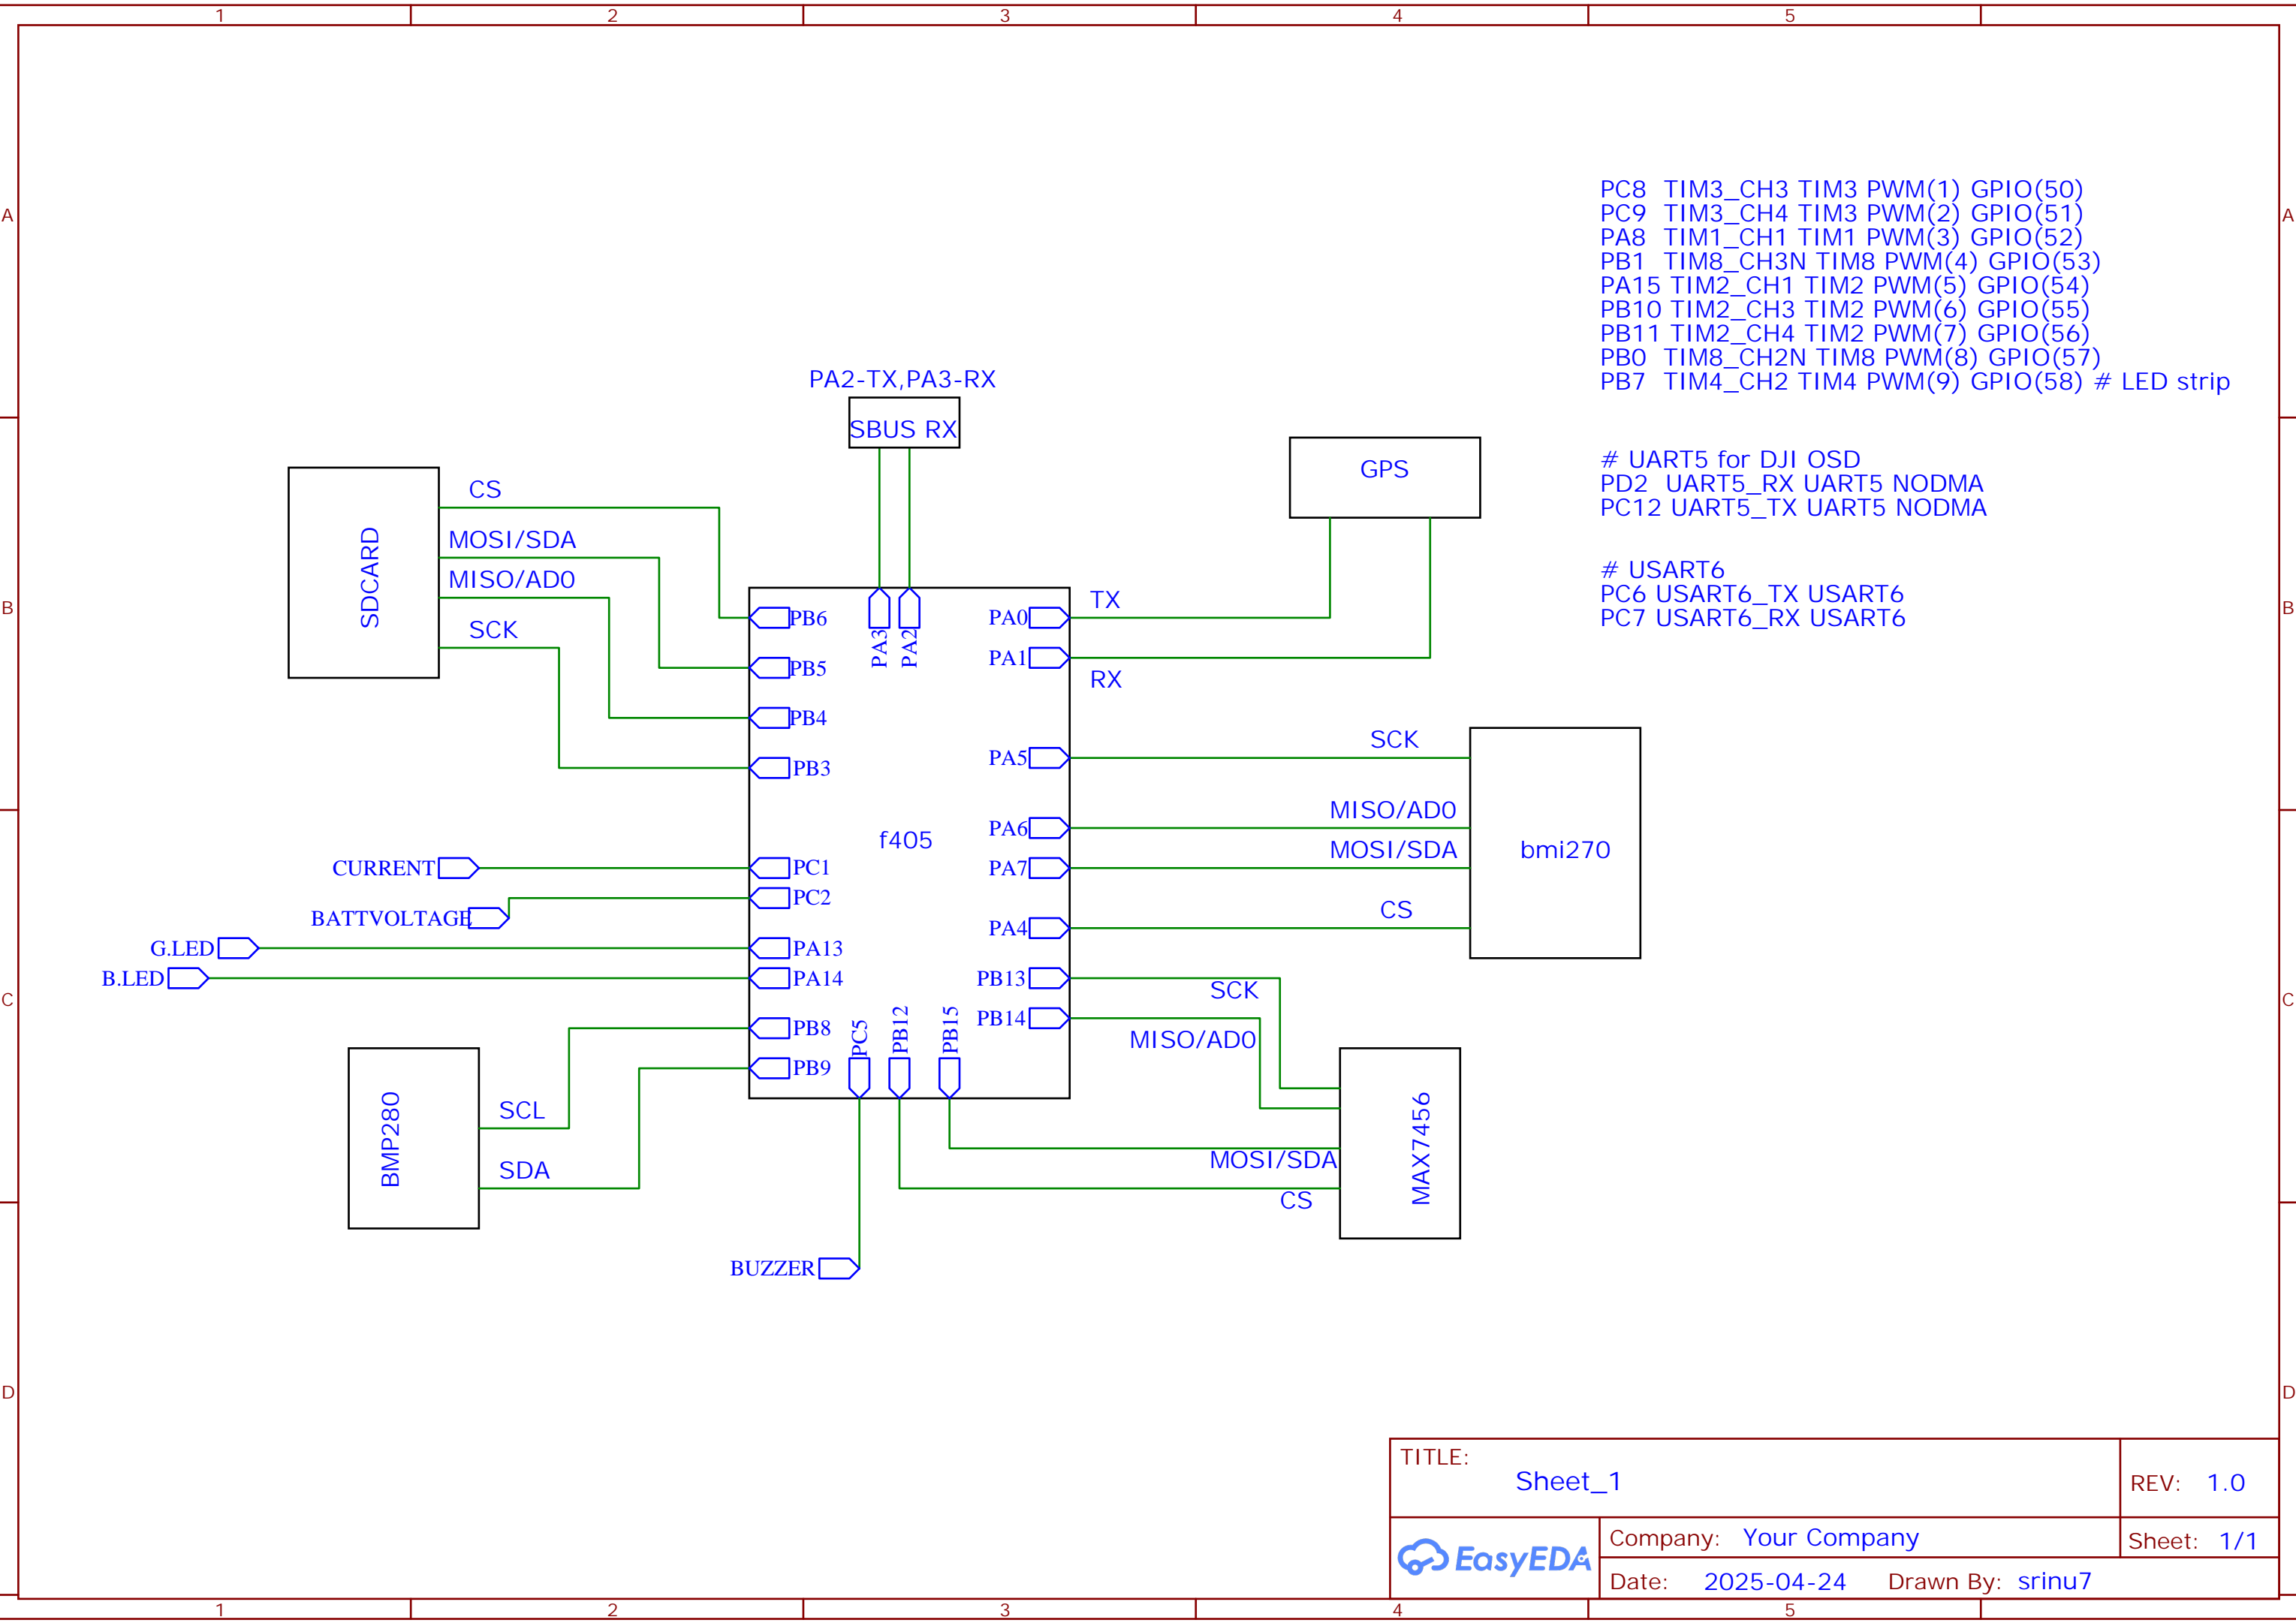 1 2 3 4 5
A A
PC8 TIM3_CH3 TIM3 PWM(1) GPIO(50)
PC9 TIM3_CH4 TIM3 PWM(2) GPIO(51)
PA8 TIM1_CH1 TIM1 PWM(3) GPIO(52)
PB1 TIM8_CH3N TIM8 PWM(4) GPIO(53)
PA15 TIM2_CH1 TIM2 PWM(5) GPIO(54)
PB10 TIM2_CH3 TIM2 PWM(6) GPIO(55)
PB11 TIM2_CH4 TIM2 PWM(7) GPIO(56)
PB0 TIM8_CH2N TIM8 PWM(8) GPIO(57)
PB7 TIM4_CH2 TIM4 PWM(9) GPIO(58) # LED strip
# UART5 for DJI OSD
PD2 UART5_RX UART5 NODMA
PC12 UART5_TX UART5 NODMA
# USART6
PC6 USART6_TX USART6
PC7 USART6_RX USART6
PA2-TX,PA3-RX
SBUS RX
GPS
SDCARD
CS
MOSI/SDA
MISO/AD0
SCK
B B
PB6
PB5
PB4
PB3
PA3
PA2
PA0
TX
PA1
RX
f405
PA5
SCK
PA6
MISO/AD0
PA7
MOSI/SDA
PA4
CS
bmi270
CURRENT
PC1
BATTVOLTAGE
PC2
G.LED
PA13
B.LED
PA14
C C
PB13
SCK
PB14
MISO/AD0
PB8
PB9
PC5
PB12
PB15
BMP280
SCL
SDA
MOSI/SDA
CS
MAX7456
BUZZER
D D
TITLE:
Sheet_1
REV: 1.0
EasyEDA
Company: Your Company
Sheet: 1/1
Date: 2025-04-24 Drawn By: srinu7
1 2 3 4 5